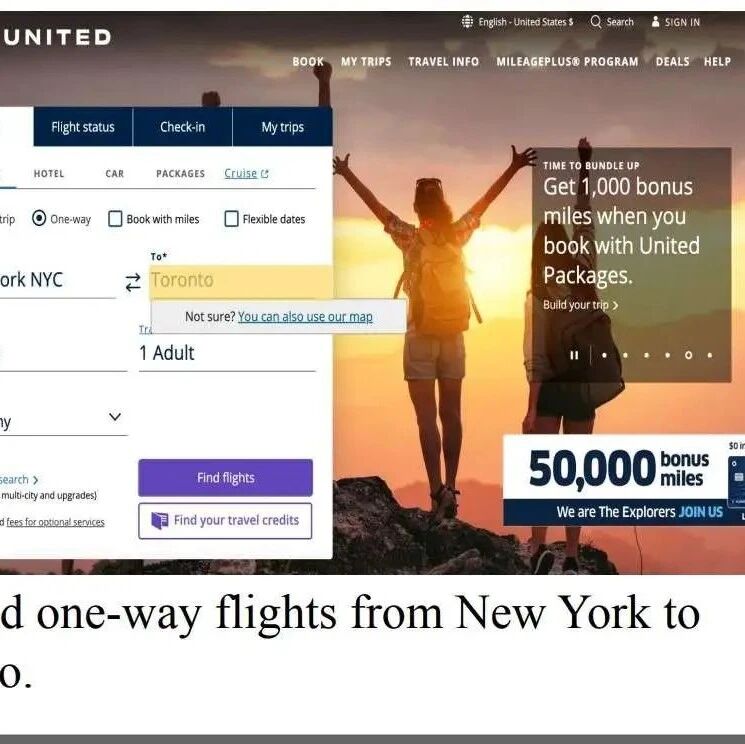 UNITED
English - United States $ Search SIGN IN
BOOK MY TRIPS TRAVEL INFO MILEAGEPLUS® PROGRAM DEALS HELP
Flight status Check-in My trips
HOTEL CAR PACKAGES Cruise
trip One-way Book with miles Flexible dates
To*
ork NYC Toronto
Not sure? You can also use our map
Tra
1 Adult
ny
search >
Find flights
multi-city and upgrades)
d fees for optional services
Find your travel credits
TIME TO BUNDLE UP
Get 1,000 bonus
miles when you
book with United
Packages.
Build your trip >
50,000 bonus
miles
$0 in
We are The Explorers JOIN US
d one-way flights from New York to
o.